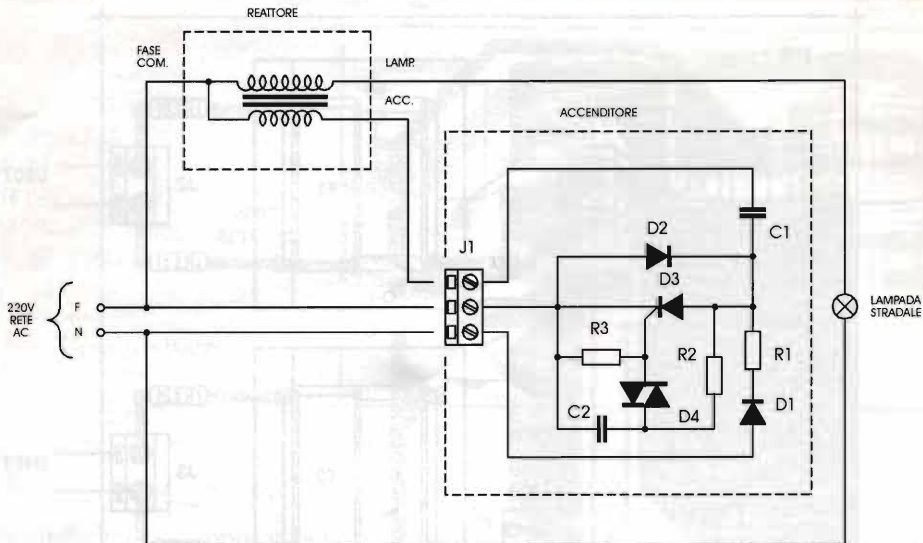 REATTORE
FASE
COM.
LAMP.
ACC.
ACCENDITORE
J1
D2
C1
D3
220V
RETE
AC
F
N
LAMPADA
STRADALE
R3
R2
R1
C2
D4
D1